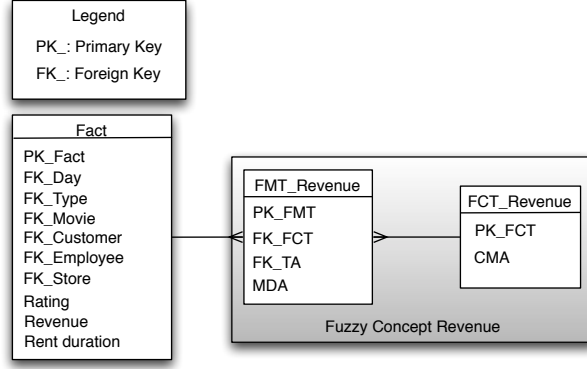 Legend
PK_: Primary Key
FK_: Foreign Key
Fact
PK_Fact
FK_Day
FK_Type
FK_Movie
FK_Customer
FK_Employee
FK_Store
Rating
Revenue
Rent duration
FMT_Revenue
PK_FMT
FK_FCT
FK_TA
MDA
FCT_Revenue
PK_FCT
CMA
Fuzzy Concept Revenue